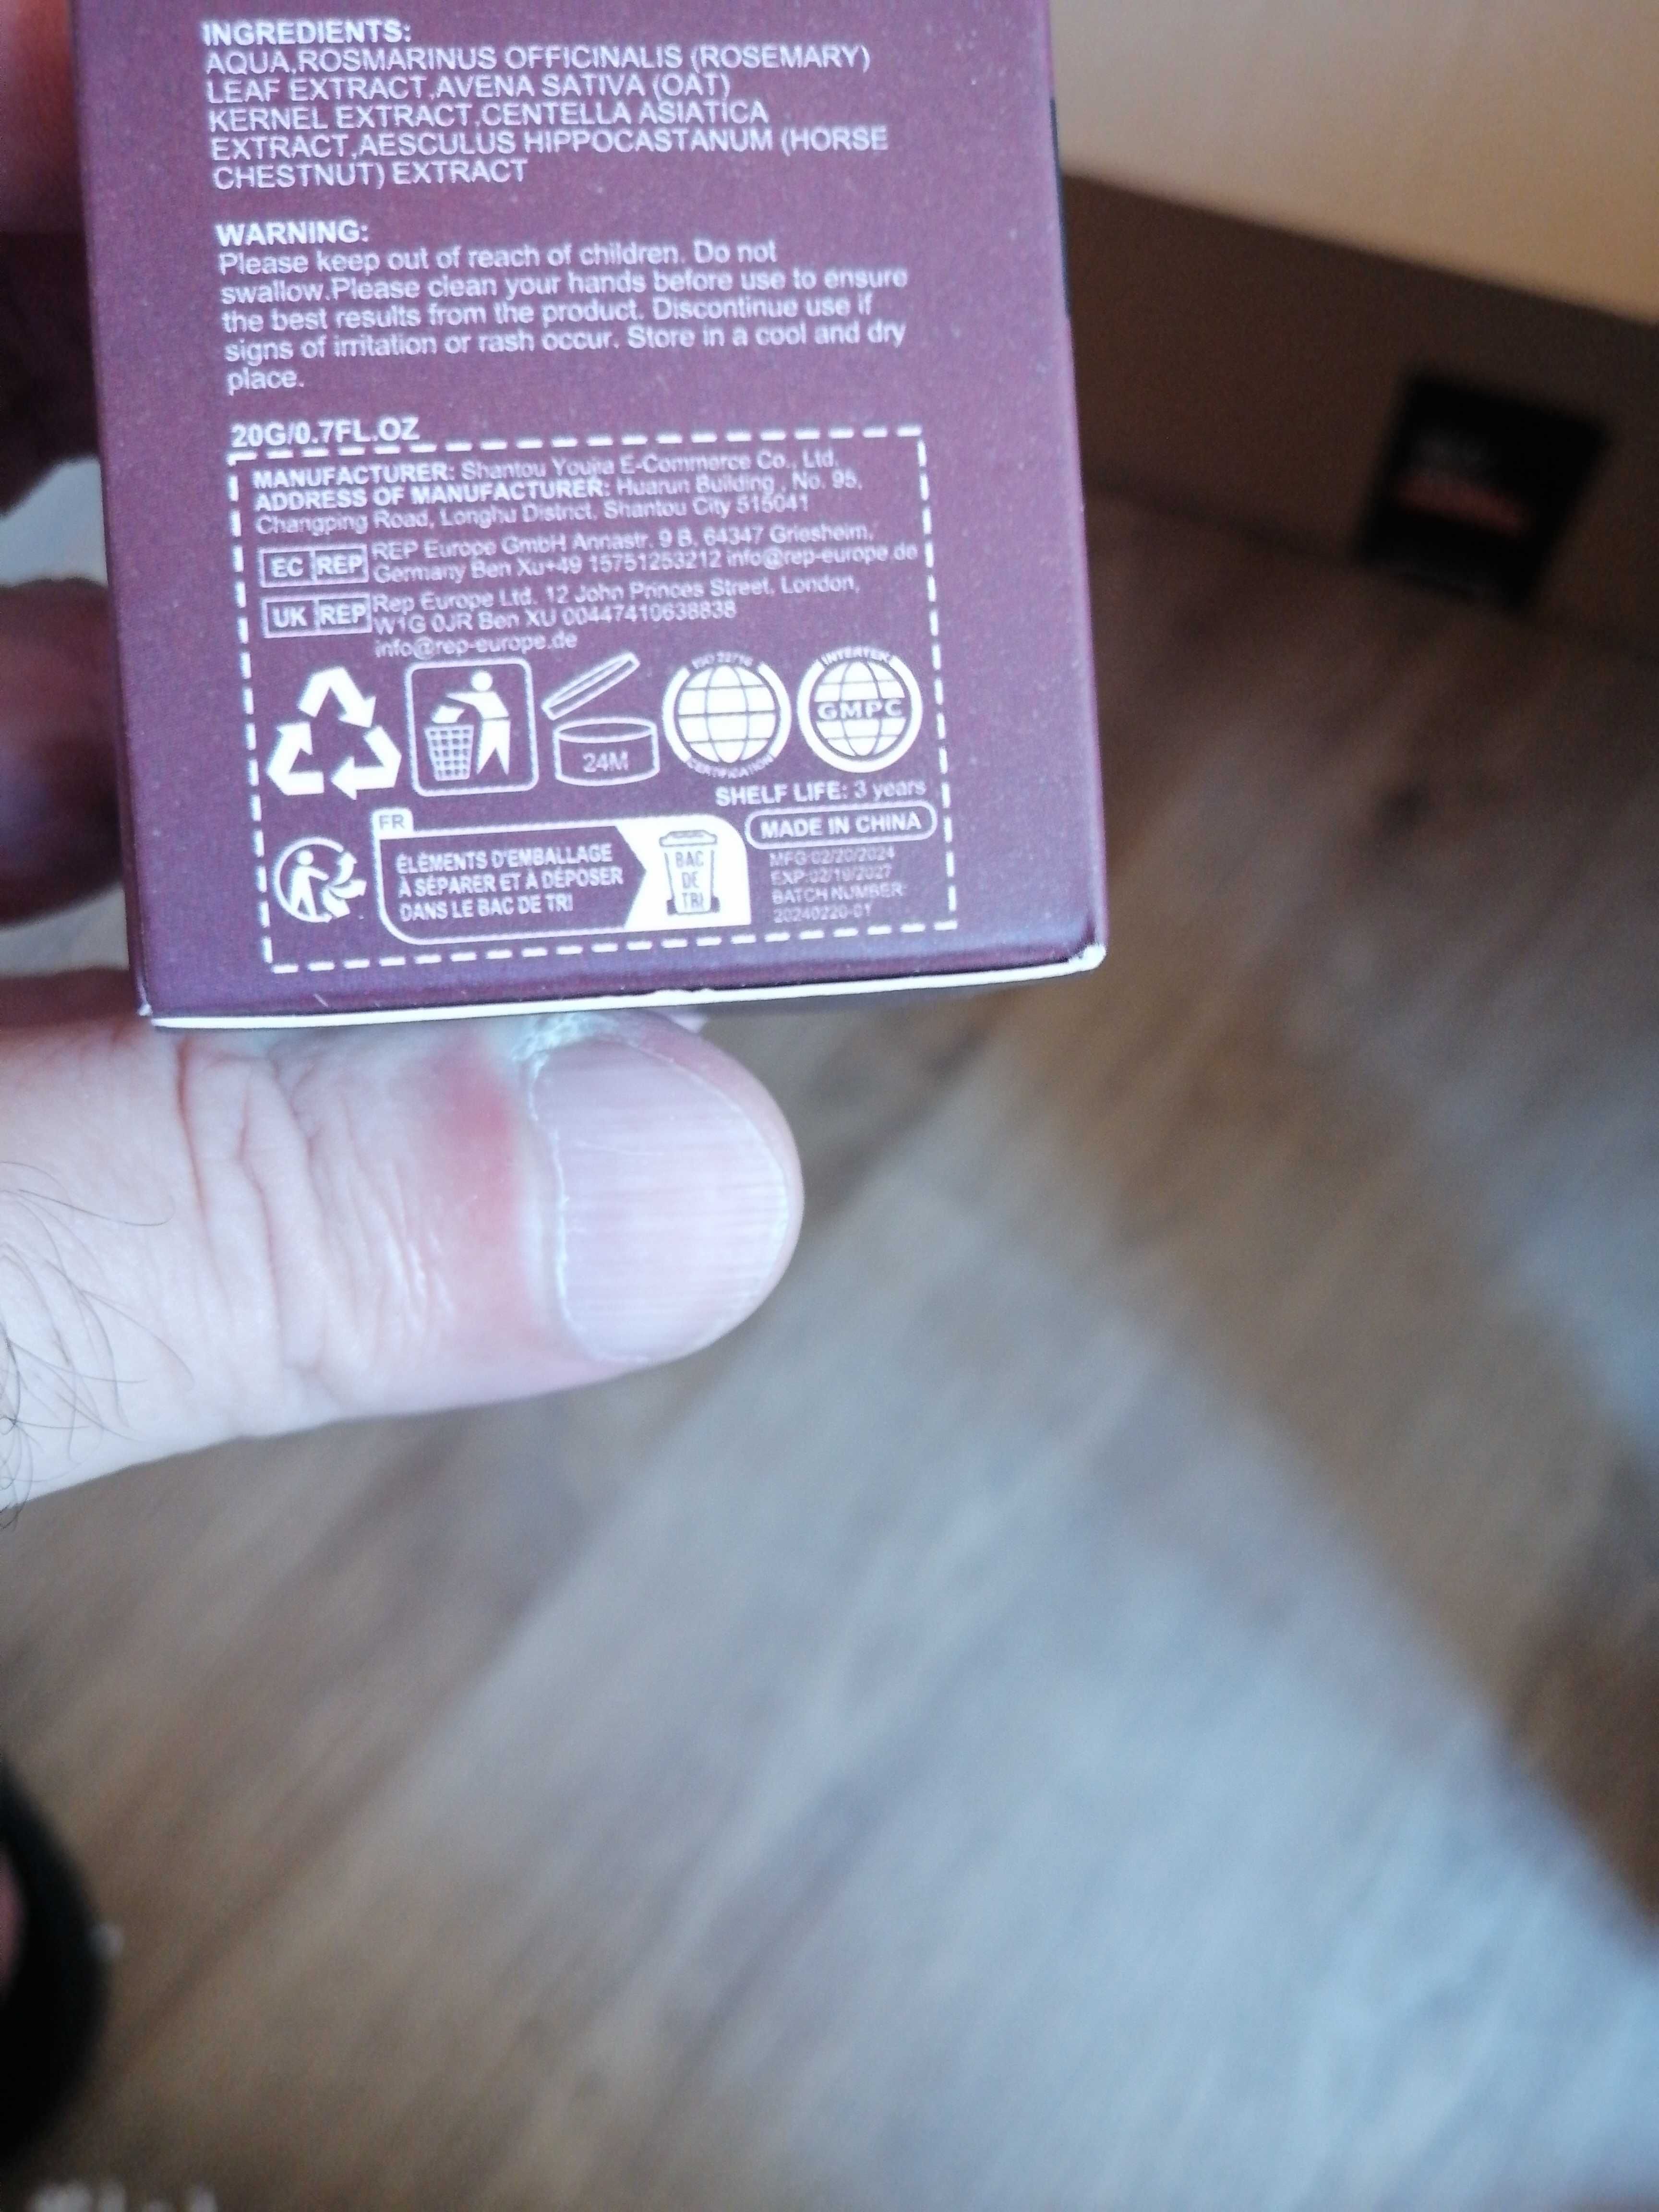 INGREDIENTS:
AQUA,ROSMARINUS OFFICINALIS (ROSEMARY)
LEAF EXTRACT,AVENA SATIVA (OAT)
KERNEL EXTRACT,CENTELLA ASIATICA
EXTRACT,AESCULUS HIPPOCASTANUM (HORSE
CHESTNUT) EXTRACT
WARNING:
Please keep out of reach of children. Do not
swallow.Please clean your hands before use to ensure
the best results from the product. Discontinue use if
signs of irritation or rash occur. Store in a cool and dry
place.
20G/0.7FL.OZ
MANUFACTURER: Shantou Youjia E-Commerce Co., Ltd.
ADDRESS OF MANUFACTURER: Huarun Building , No. 95,
Changping Road, Longhu District, Shantou City 515041
EC REP
REP Europe GmbH Annastr. 9 B, 64347 Griesheim,
Germany Ben Xu+49 15751253212 info@rep-europe.de
UK REP
Rep Europe Ltd. 12 John Princes Street, London,
W1G 0JR Ben XU 00447410638838
info@rep-europe.de
24M
ISO 22716
CERTIFICATION
INTERTEK
GMPC
SHELF LIFE: 3 years
MADE IN CHINA
FR
ÉLÉMENTS D'EMBALLAGE
À SÉPARER ET À DÉPOSER
DANS LE BAC DE TRI
BAC
DE
TRI
MFG:02/20/2024
EXP:02/19/2027
BATCH NUMBER:
20240220-01